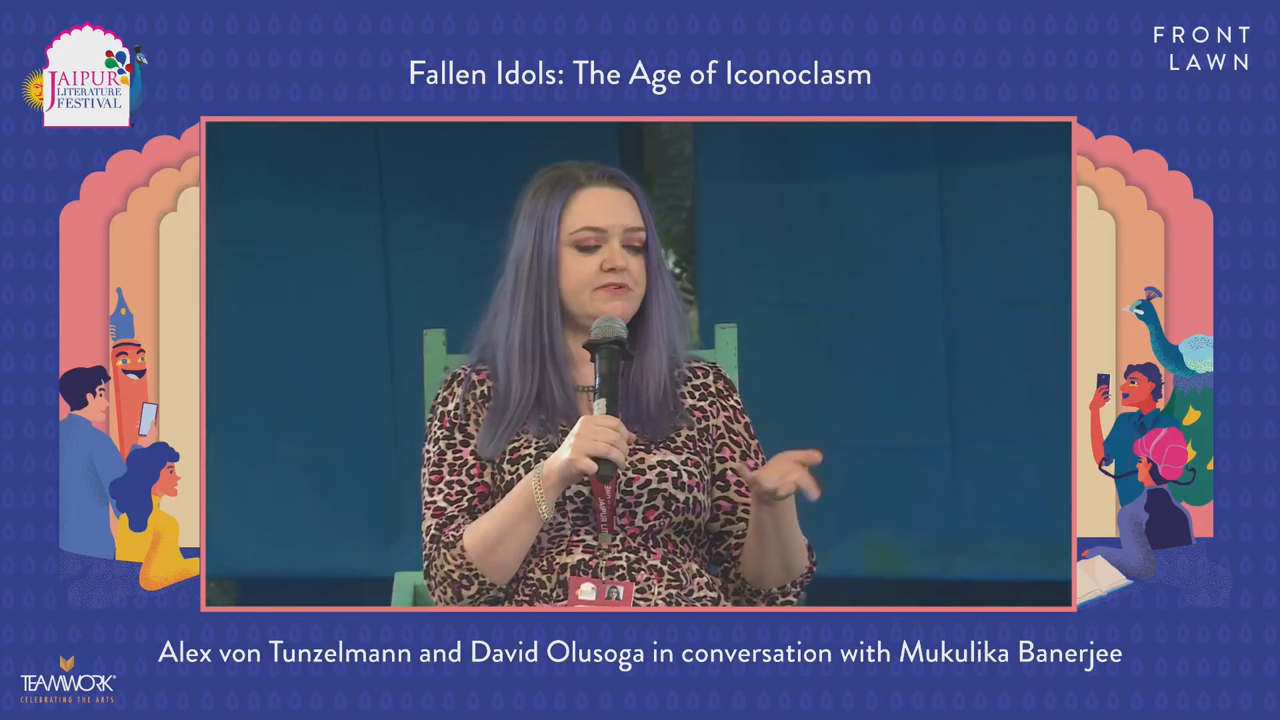 JAIPUR
LITERATURE
FESTIVAL
Fallen Idols: The Age of Iconoclasm
FRONT
LAWN
Alex von Tunzelmann and David Olusoga in conversation with Mukulika Banerjee
TEAMWORK
CELEBRATING THE ARTS